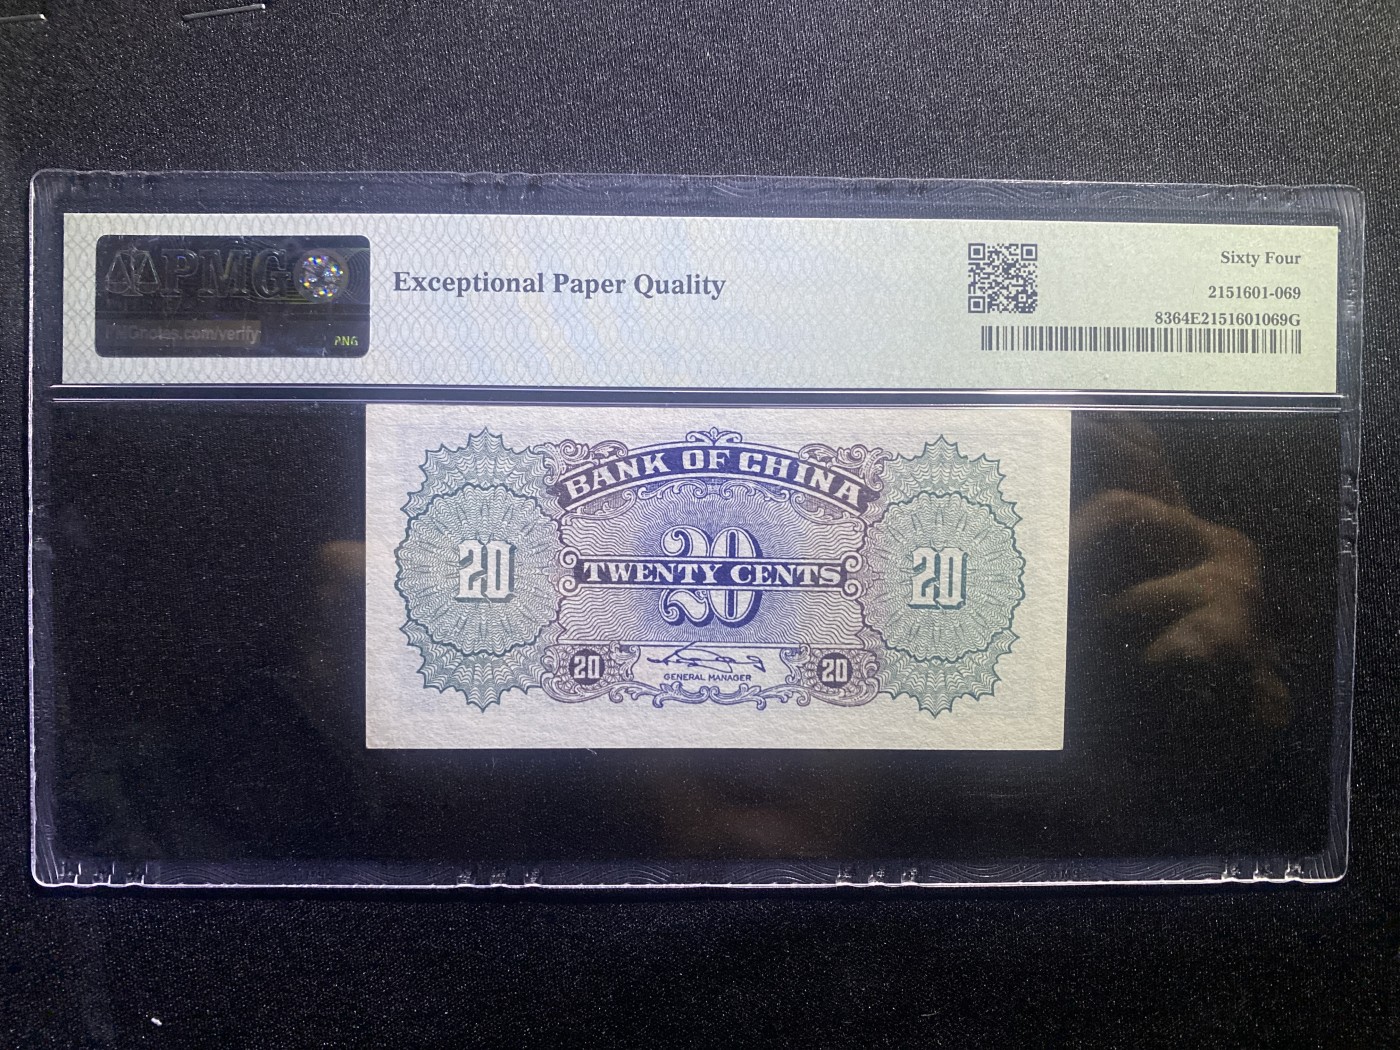 PMG
PMGnotes.com/verify
PMG
Exceptional Paper Quality
Sixty Four
2151601-069
8364E2151601069G
BANK OF CHINA
20
20
20
TWENTY CENTS
20
20
GENERAL MANAGER